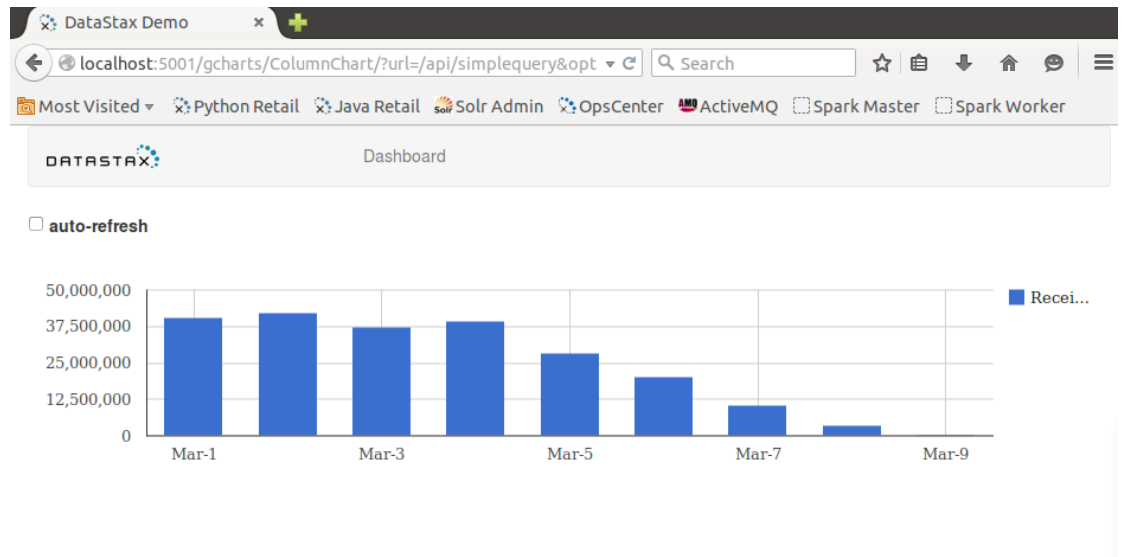 DataStax Demo
localhost:5001/gcharts/ColumnChart/?url=/api/simplequery&opt Search
Most Visited Python Retail Java Retail Solr Admin OpsCenter ActiveMQ Spark Master Spark Worker
DATASTAX Dashboard
auto-refresh
50,000,000
37,500,000
25,000,000
12,500,000
0
Recei...
Mar-1 Mar-3 Mar-5 Mar-7 Mar-9